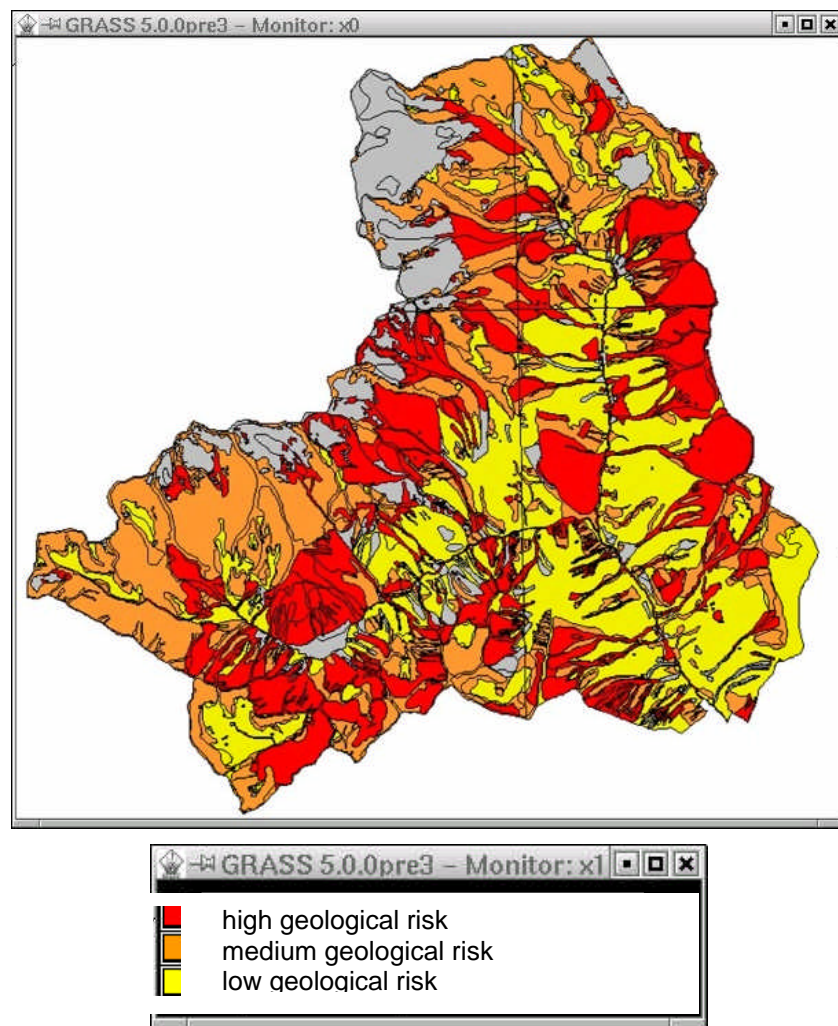 GRASS 5.0.0pre3 – Monitor: x0
GRASS 5.0.0pre3 – Monitor: x1
high geological risk
medium geological risk
low geological risk